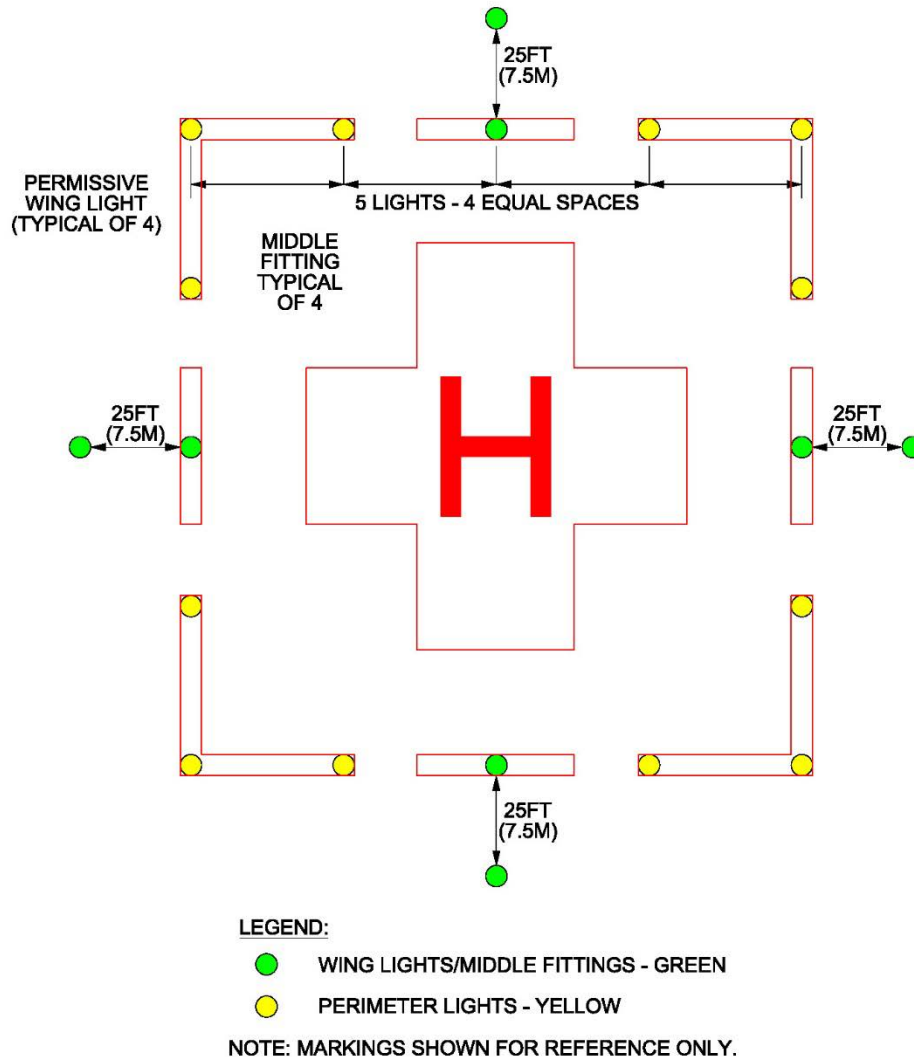 25FT
(7.5M)
PERMISSIVE
WING LIGHT
(TYPICAL OF 4)
5 LIGHTS - 4 EQUAL SPACES
MIDDLE
FITTING
TYPICAL
OF 4
25FT
(7.5M)
H
25FT
(7.5M)
25FT
(7.5M)
LEGEND:
WING LIGHTS/MIDDLE FITTINGS - GREEN
PERIMETER LIGHTS - YELLOW
NOTE: MARKINGS SHOWN FOR REFERENCE ONLY.